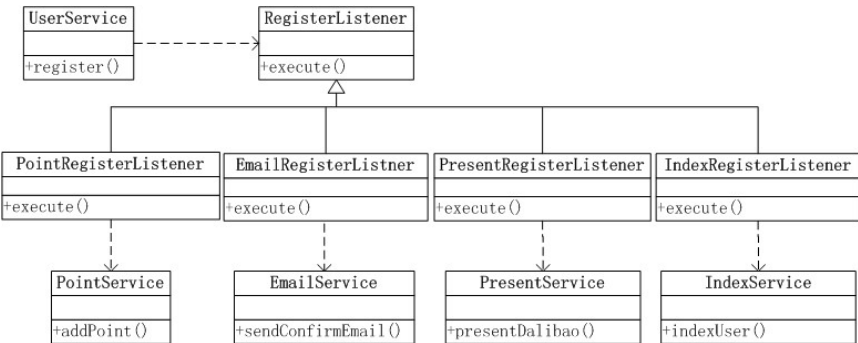 UserService
+register()
RegisterListener
+execute()
PointRegisterListener
+execute()
EmailRegisterListner
+execute()
PresentRegisterListener
+execute()
IndexRegisterListener
+execute()
PointService
+addPoint()
EmailService
+sendConfirmEmail()
PresentService
+presentDalibao()
IndexService
+indexUser()